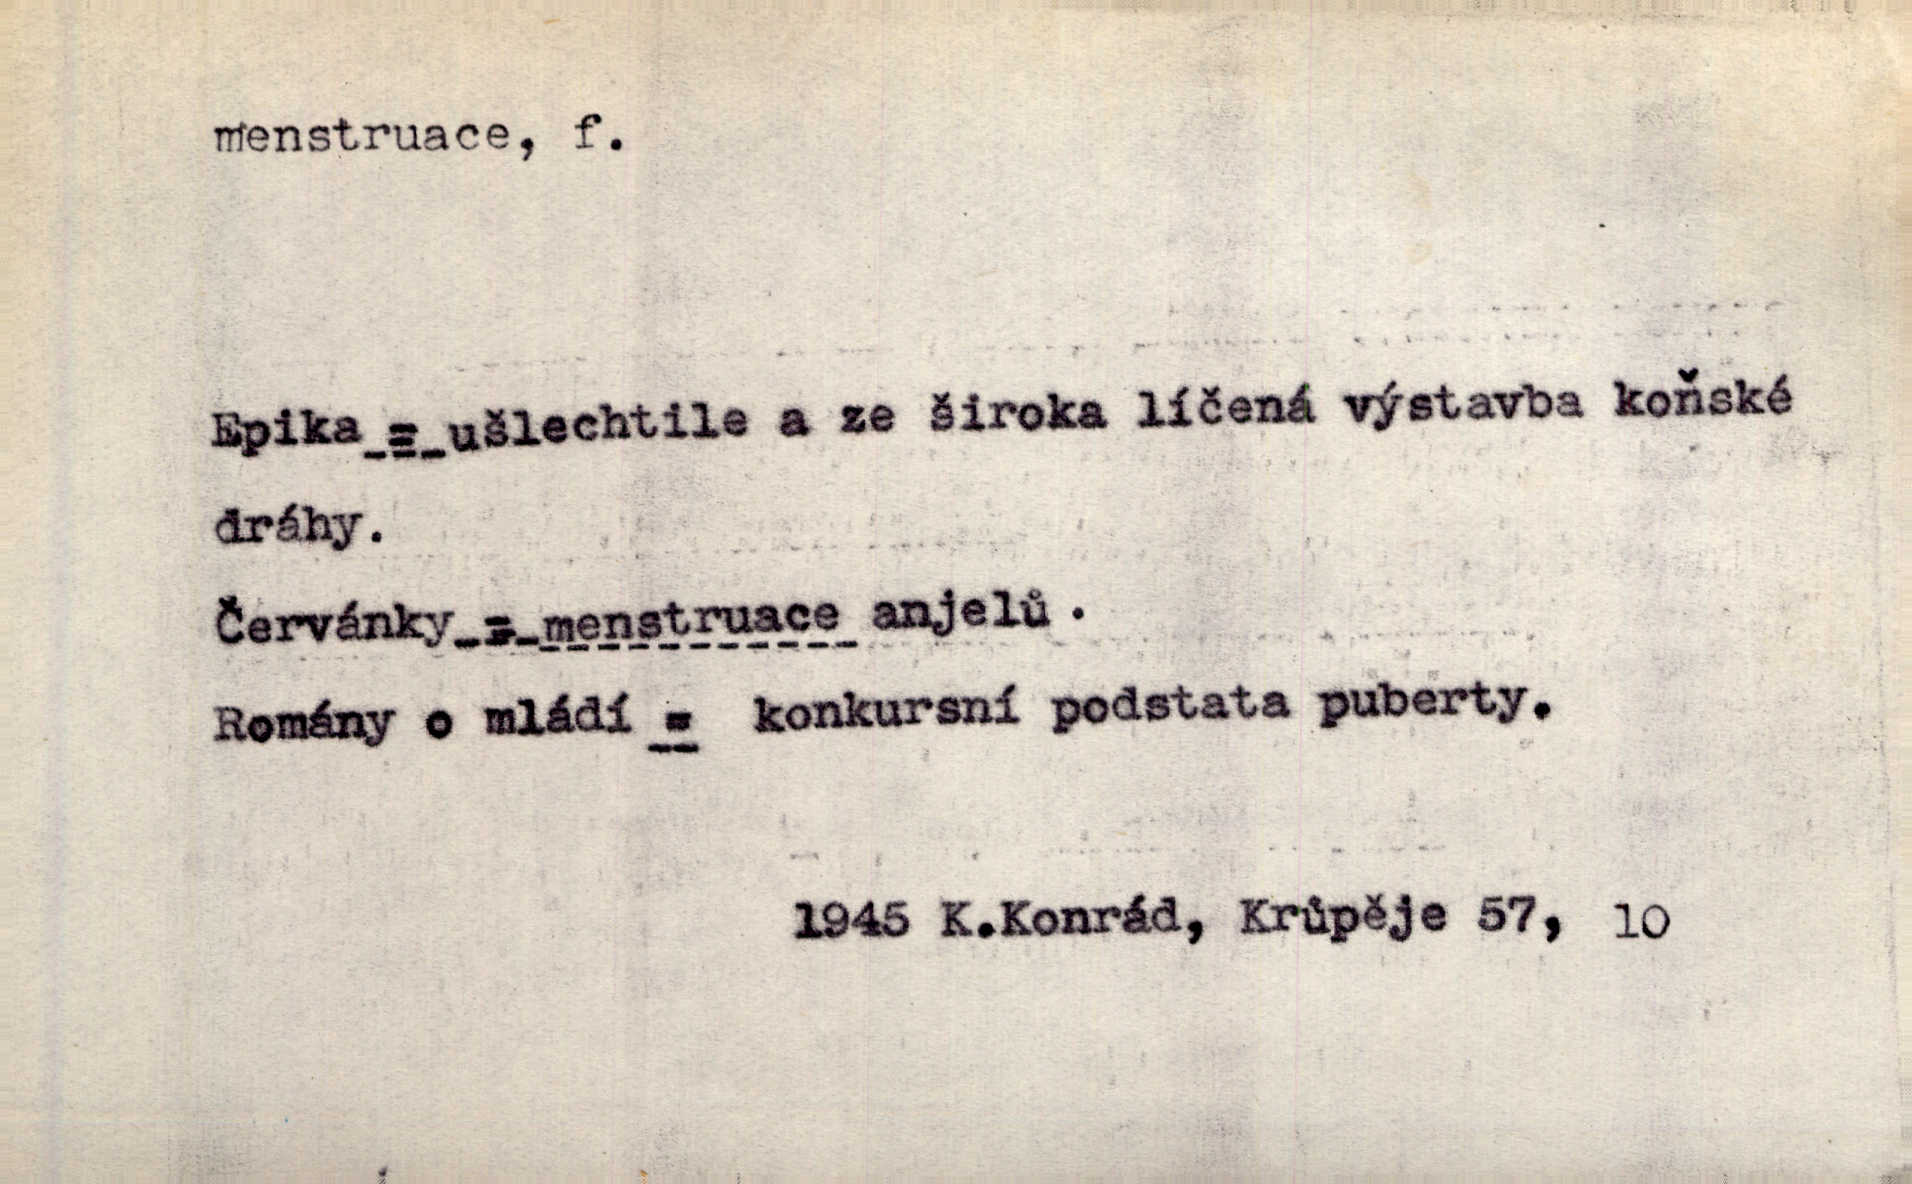 menstruace, f.
Epika = ušlechtile a ze široka líčená výstavba koňské
dráhy.
Červánky = menstruace anjelů.
Romány o mládí = konkursní podstata puberty.
1945 K.Konrád, Krůpěje 57, 10